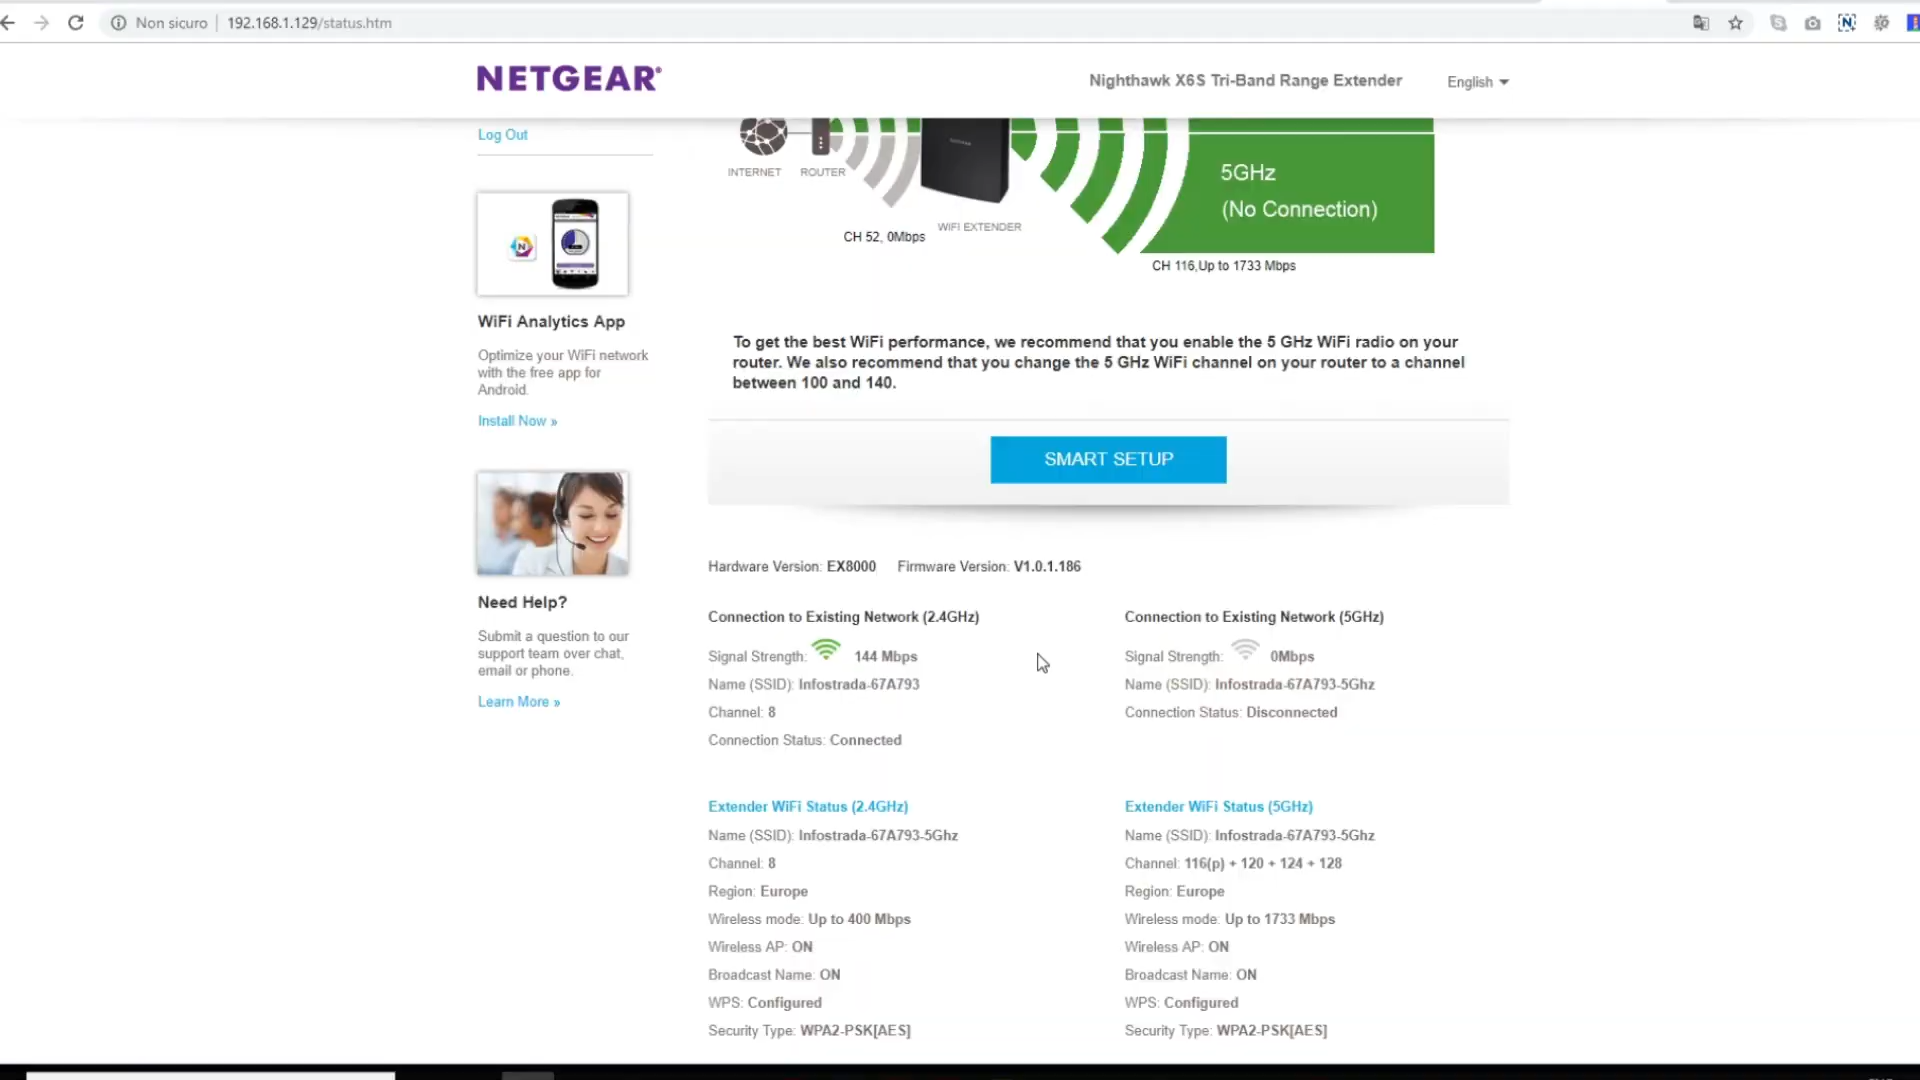 Non sicuro | 192.168.1.129/status.htm
NETGEAR®
Nighthawk X6S Tri-Band Range Extender
English
Log Out
INTERNET
ROUTER
WIFI EXTENDER
CH 52, 0Mbps
5GHz
(No Connection)
CH 116,Up to 1733 Mbps
WiFi Analytics App
Optimize your WiFi network
with the free app for
Android.
Install Now »
Need Help?
Submit a question to our
support team over chat,
email or phone.
Learn More »
To get the best WiFi performance, we recommend that you enable the 5 GHz WiFi radio on your
router. We also recommend that you change the 5 GHz WiFi channel on your router to a channel
between 100 and 140.
SMART SETUP
Hardware Version: EX8000 Firmware Version: V1.0.1.186
Connection to Existing Network (2.4GHz)
Signal Strength: 144 Mbps
Name (SSID): Infostrada-67A793
Channel: 8
Connection Status: Connected
Connection to Existing Network (5GHz)
Signal Strength: 0Mbps
Name (SSID): Infostrada-67A793-5Ghz
Connection Status: Disconnected
Extender WiFi Status (2.4GHz)
Name (SSID): Infostrada-67A793-5Ghz
Channel: 8
Region: Europe
Wireless mode: Up to 400 Mbps
Wireless AP: ON
Broadcast Name: ON
WPS: Configured
Security Type: WPA2-PSK[AES]
Extender WiFi Status (5GHz)
Name (SSID): Infostrada-67A793-5Ghz
Channel: 116(p) + 120 + 124 + 128
Region: Europe
Wireless mode: Up to 1733 Mbps
Wireless AP: ON
Broadcast Name: ON
WPS: Configured
Security Type: WPA2-PSK[AES]